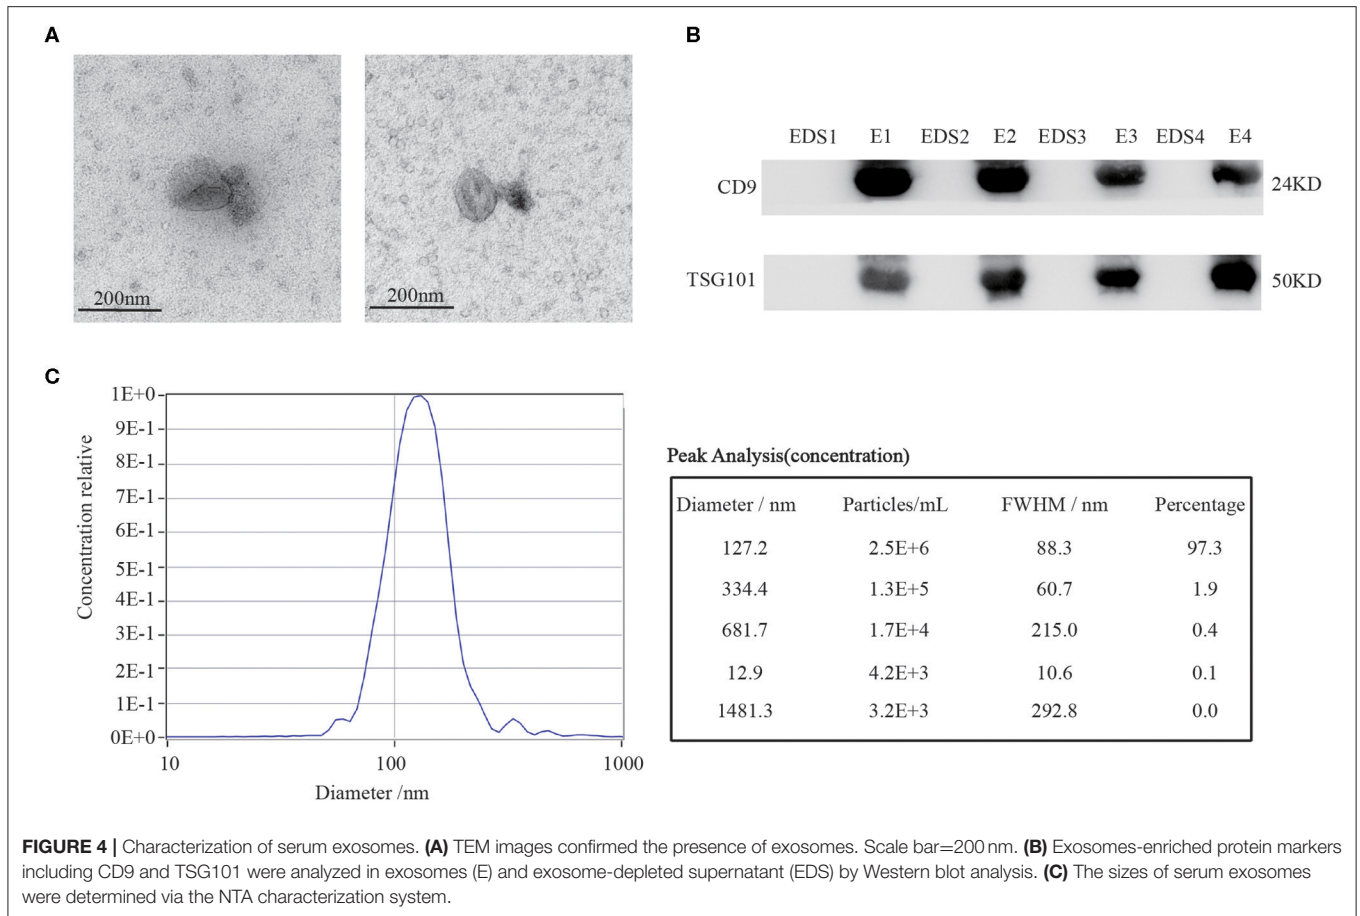 A
200nm
200nm
B
EDS1 E1 EDS2 E2 EDS3 E3 EDS4 E4
CD9 24KD
TSG101 50KD
C
1E+0
9E-1
8E-1
7E-1
6E-1
5E-1
4E-1
3E-1
2E-1
1E-1
0E+0
Concentration relative
10 100 1000
Diameter /nm
Peak Analysis(concentration)
Diameter / nm Particles/mL FWHM / nm Percentage
127.2 2.5E+6 88.3 97.3
334.4 1.3E+5 60.7 1.9
681.7 1.7E+4 215.0 0.4
12.9 4.2E+3 10.6 0.1
1481.3 3.2E+3 292.8 0.0
FIGURE 4 | Characterization of serum exosomes. (A) TEM images confirmed the presence of exosomes. Scale bar=200 nm. (B) Exosomes-enriched protein markers
including CD9 and TSG101 were analyzed in exosomes (E) and exosome-depleted supernatant (EDS) by Western blot analysis. (C) The sizes of serum exosomes
were determined via the NTA characterization system.